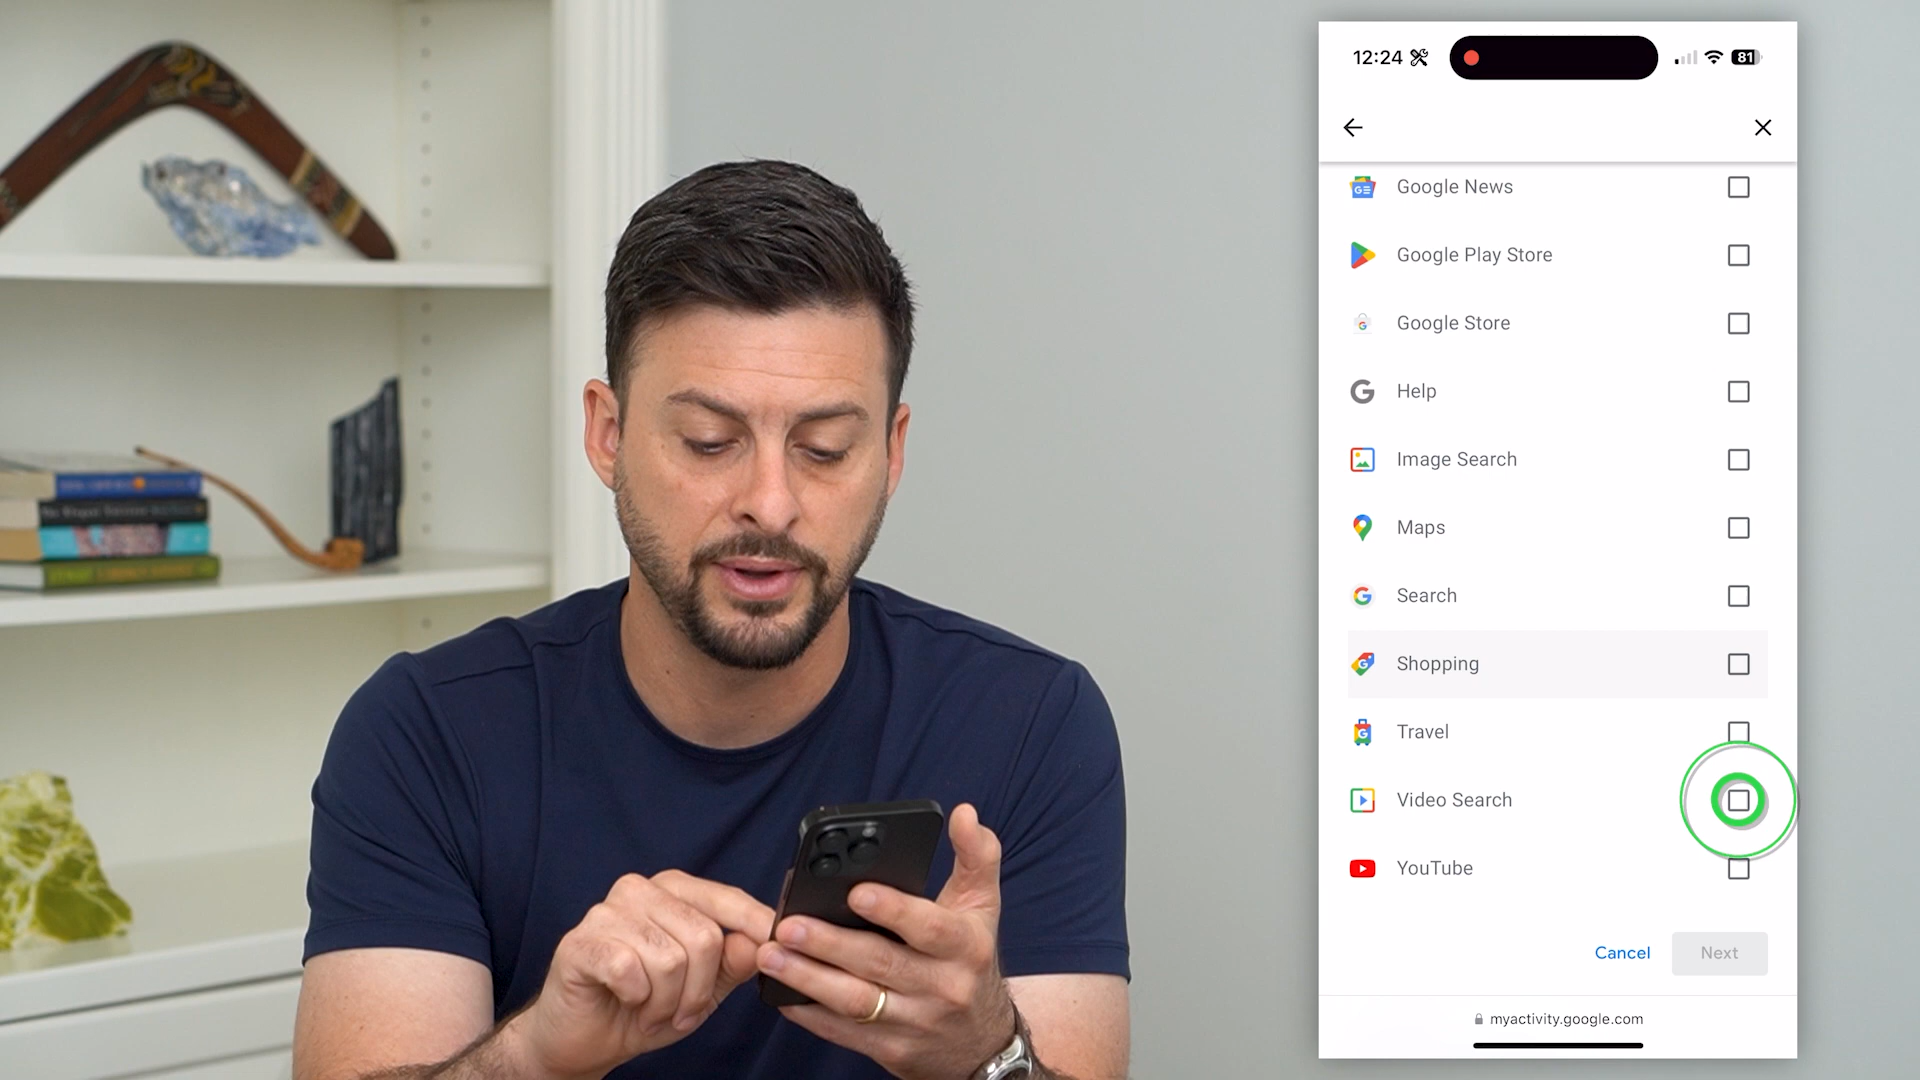 12:24
81
Google News
Google Play Store
Google Store
Help
Image Search
Maps
Search
Shopping
Travel
Video Search
YouTube
Cancel Next
myactivity.google.com